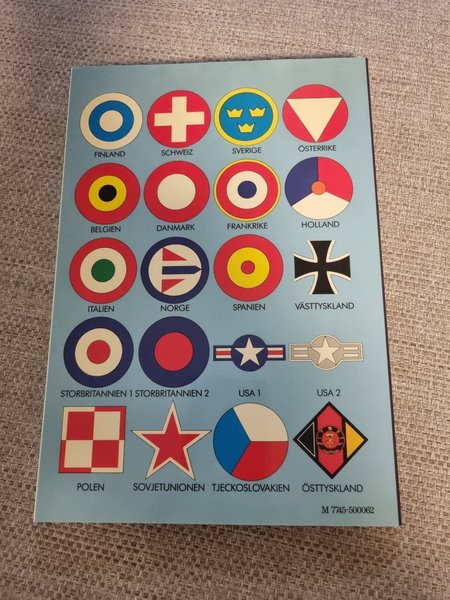 FINLAND SCHWEIZ SVERIGE ÖSTERRIKE
BELGIEN DANMARK FRANKRIKE HOLLAND
ITALIEN NORGE SPANIEN VÄSTTYSKLAND
STORBRITANNIEN 1 STORBRITANNIEN 2 USA 1 USA 2
POLEN SOVJETUNIONEN TJECKOSLOVAKIEN ÖSTTYSKLAND
M 7745-500062